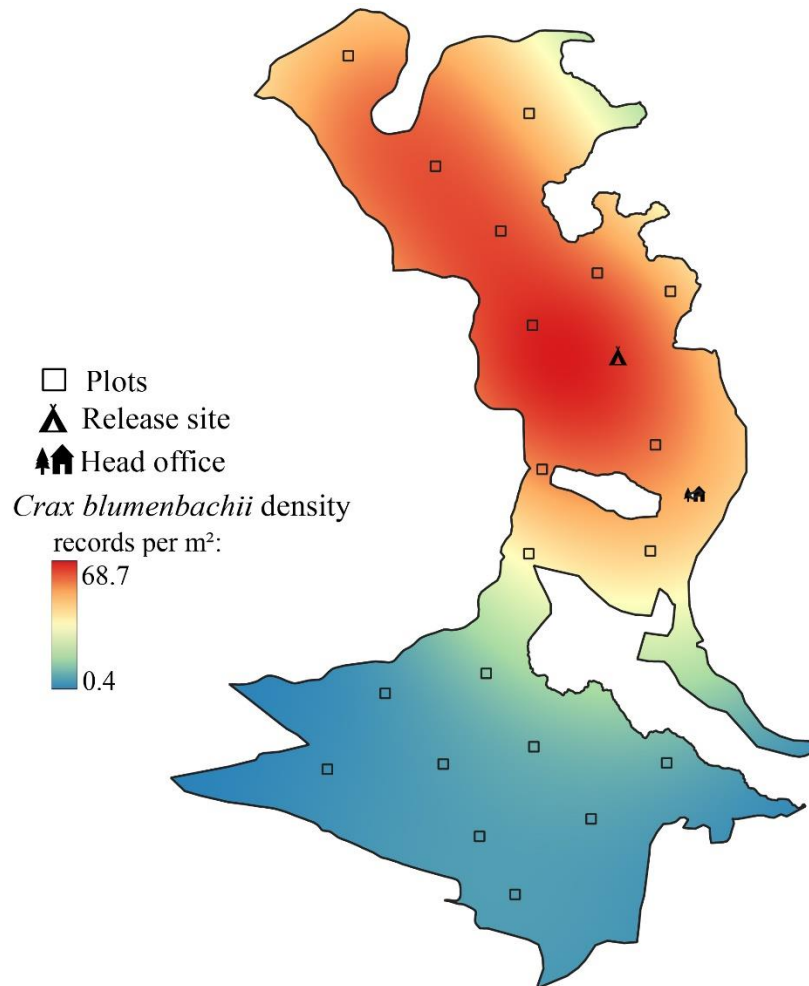 Plots
Release site
Head office
Crax blumenbachii density
records per m²:
68.7
0.4